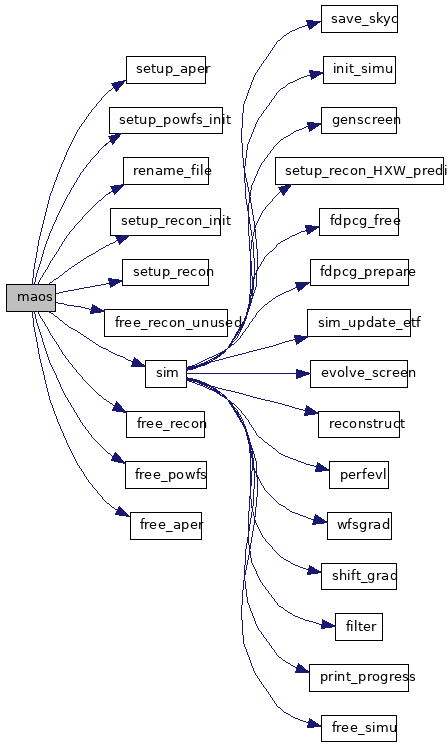 maos
setup_aper
setup_powfs_init
rename_file
setup_recon_init
setup_recon
free_recon_unused
sim
free_recon
free_powfs
free_aper
save_skyc
init_simu
genscreen
setup_recon_HXW_predi
fdpcg_free
fdpcg_prepare
sim_update_etf
evolve_screen
reconstruct
perfevl
wfsgrad
shift_grad
filter
print_progress
free_simu